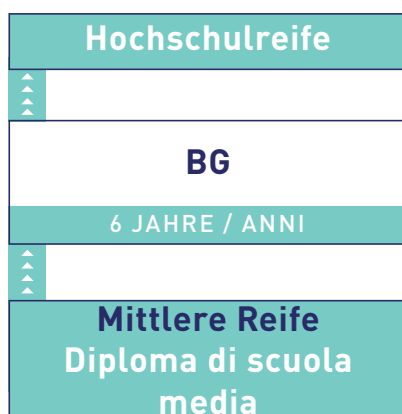 Hochschulreife
BG
6 JAHRE / ANNI
Mittlere Reife
Diploma di scuola
media